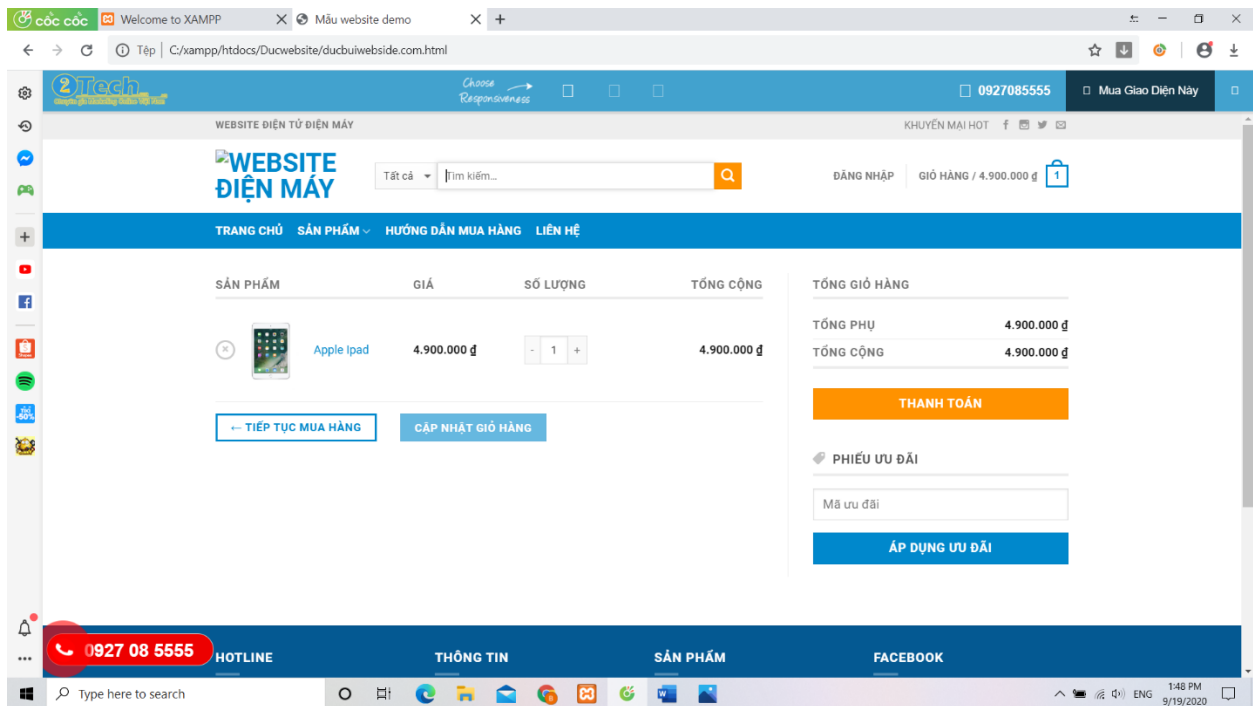 cốc cốc Welcome to XAMPP Mẫu website demo
Tệp C:/xampp/htdocs/Ducwebsite/ducbuiwebside.com.html
2Tech Choose Responsiveness 0927085555 Mua Giao Diện Này
WEBSITE ĐIỆN TỬ ĐIỆN MÁY KHUYẾN MẠI HOT
WEBSITE
ĐIỆN MÁY
Tất cả Tìm kiếm... ĐĂNG NHẬP GIỎ HÀNG / 4.900.000 ₫ 1
TRANG CHỦ SẢN PHẨM HƯỚNG DẪN MUA HÀNG LIÊN HỆ
SẢN PHẨM GIÁ SỐ LƯỢNG TỔNG CỘNG
Apple Ipad 4.900.000 ₫ - 1 + 4.900.000 ₫
← TIẾP TỤC MUA HÀNG CẬP NHẬT GIỎ HÀNG
TỔNG GIỎ HÀNG
TỔNG PHỤ 4.900.000 ₫
TỔNG CỘNG 4.900.000 ₫
THANH TOÁN
PHIẾU ƯU ĐÃI
Mã ưu đãi
ÁP DỤNG ƯU ĐÃI
0927 08 5555
HOTLINE THÔNG TIN SẢN PHẨM FACEBOOK
Type here to search ENG 1:48 PM
9/19/2020